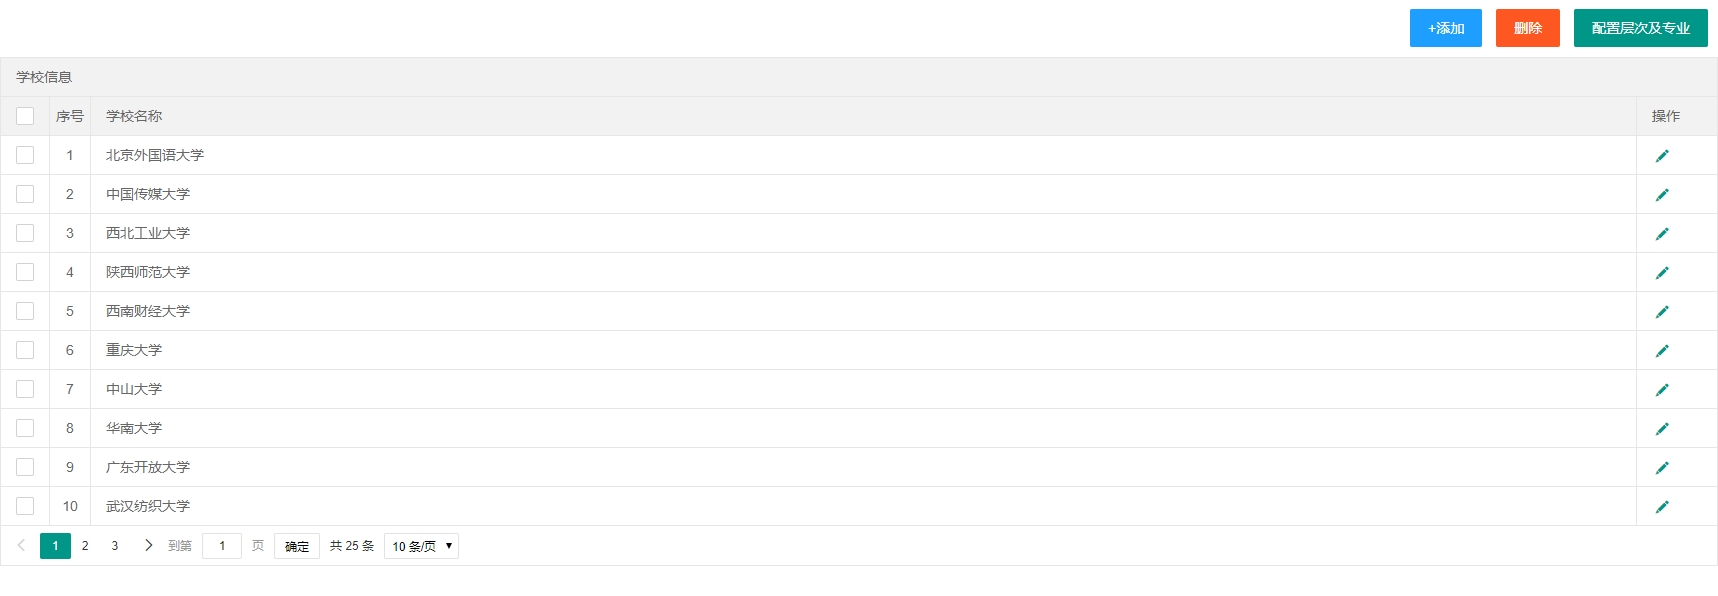 +添加 删除 配置层次及专业
学校信息
序号 学校名称 操作
1 北京外国语大学
2 中国传媒大学
3 西北工业大学
4 陕西师范大学
5 西南财经大学
6 重庆大学
7 中山大学
8 华南大学
9 广东开放大学
10 武汉纺织大学
1 2 3 到第 1 页 确定 共 25 条 10 条/页